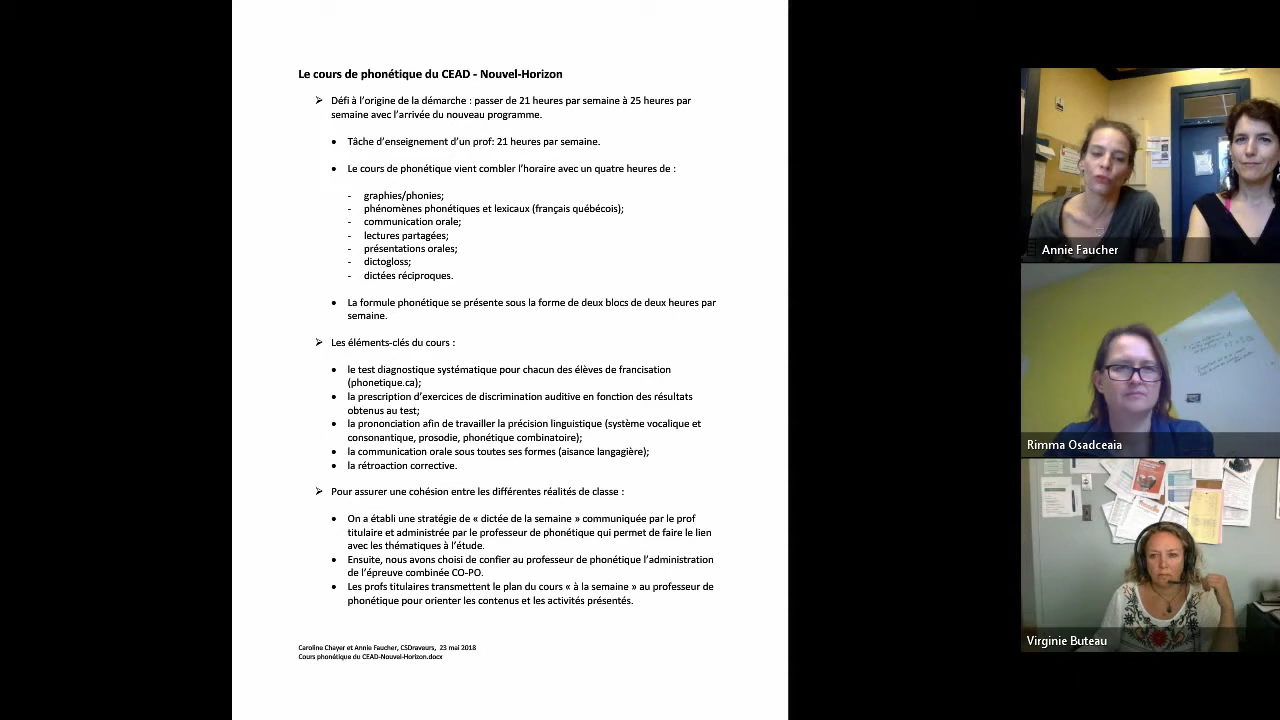 Le cours de phonétique du CEAD - Nouvel-Horizon
➢ Défi à l'origine de la démarche : passer de 21 heures par semaine à 25 heures par
semaine avec l'arrivée du nouveau programme.
• Tâche d'enseignement d'un prof: 21 heures par semaine.
• Le cours de phonétique vient combler l'horaire avec un quatre heures de :
- graphies/phonies;
- phénomènes phonétiques et lexicaux (français québécois);
- communication orale;
- lectures partagées;
- présentations orales;
- dictogloss;
- dictées réciproques.
• La formule phonétique se présente sous la forme de deux blocs de deux heures par
semaine.
➢ Les éléments-clés du cours :
• le test diagnostique systématique pour chacun des élèves de francisation
(phonetique.ca);
• la prescription d'exercices de discrimination auditive en fonction des résultats
obtenus au test;
• la prononciation afin de travailler la précision linguistique (système vocalique et
consonantique, prosodie, phonétique combinatoire);
• la communication orale sous toutes ses formes (aisance langagière);
• la rétroaction corrective.
➢ Pour assurer une cohésion entre les différentes réalités de classe :
• On a établi une stratégie de « dictée de la semaine » communiquée par le prof
titulaire et administrée par le professeur de phonétique qui permet de faire le lien
avec les thématiques à l'étude.
• Ensuite, nous avons choisi de confier au professeur de phonétique l'administration
de l'épreuve combinée CO-PO.
• Les profs titulaires transmettent le plan du cours « à la semaine » au professeur de
phonétique pour orienter les contenus et les activités présentés.
Caroline Chayer et Annie Faucher, CSDraveurs, 23 mai 2018
Cours phonétique du CEAD-Nouvel-Horizon.docx
Annie Faucher
Rimma Osadceaia
Virginie Buteau